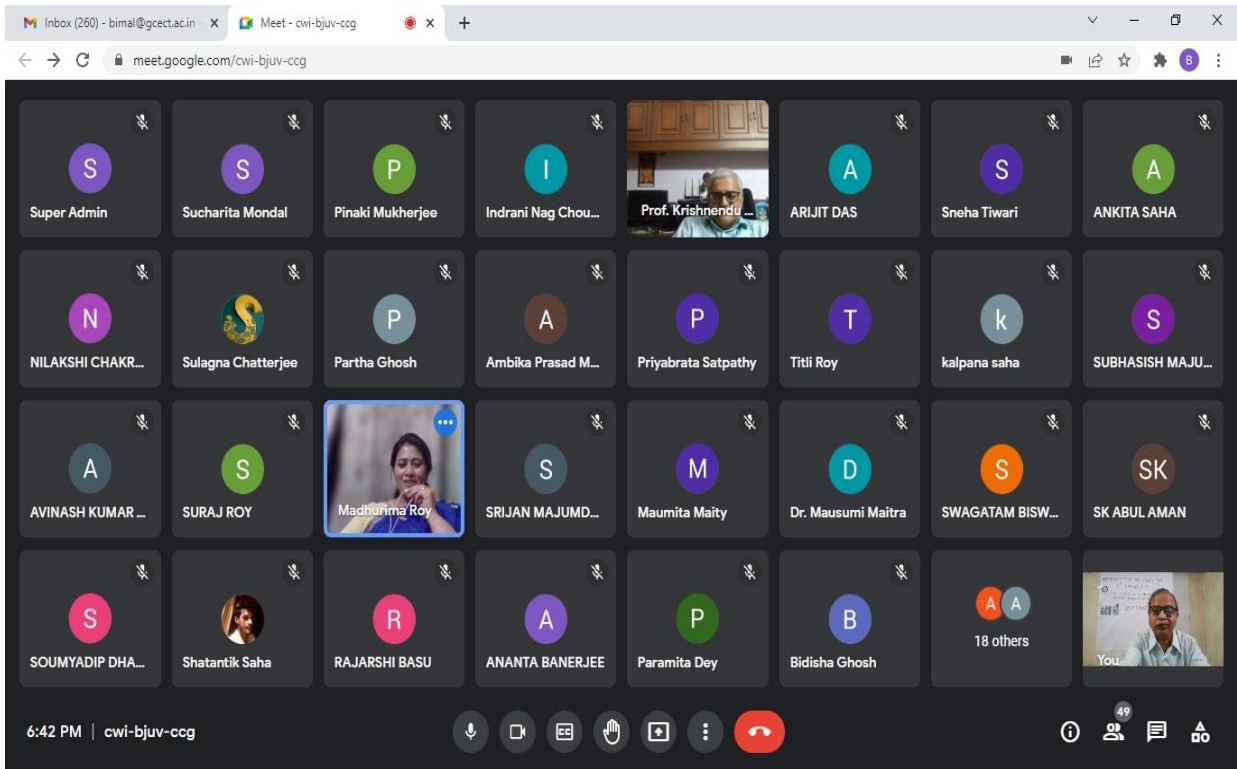 Inbox (260) - bimal@gcect.ac.in -
Meet - cwi-bjuv-ccg
meet.google.com/cwi-bjuv-ccg
B
S
Super Admin
S
Sucharita Mondal
P
Pinaki Mukherjee
I
Indrani Nag Chou...
Prof. Krishnendu ...
A
ARIJIT DAS
S
Sneha Tiwari
A
ANKITA SAHA
N
NILAKSHI CHAKR...
S
Sulagna Chatterjee
P
Partha Ghosh
A
Ambika Prasad M...
P
Priyabrata Satpathy
T
Titli Roy
k
kalpana saha
S
SUBHASISH MAJU...
A
AVINASH KUMAR ...
S
SURAJ ROY
Madhurima Roy
S
SRIJAN MAJUMD...
M
Maumita Maity
D
Dr. Mausumi Maitra
S
SWAGATAM BISW...
SK
SK ABUL AMAN
S
SOUMYADIP DHA...
Shatantik Saha
R
RAJARSHI BASU
A
ANANTA BANERJEE
P
Paramita Dey
B
Bidisha Ghosh
A A
18 others
You
6:42 PM | cwi-bjuv-ccg
CC
49